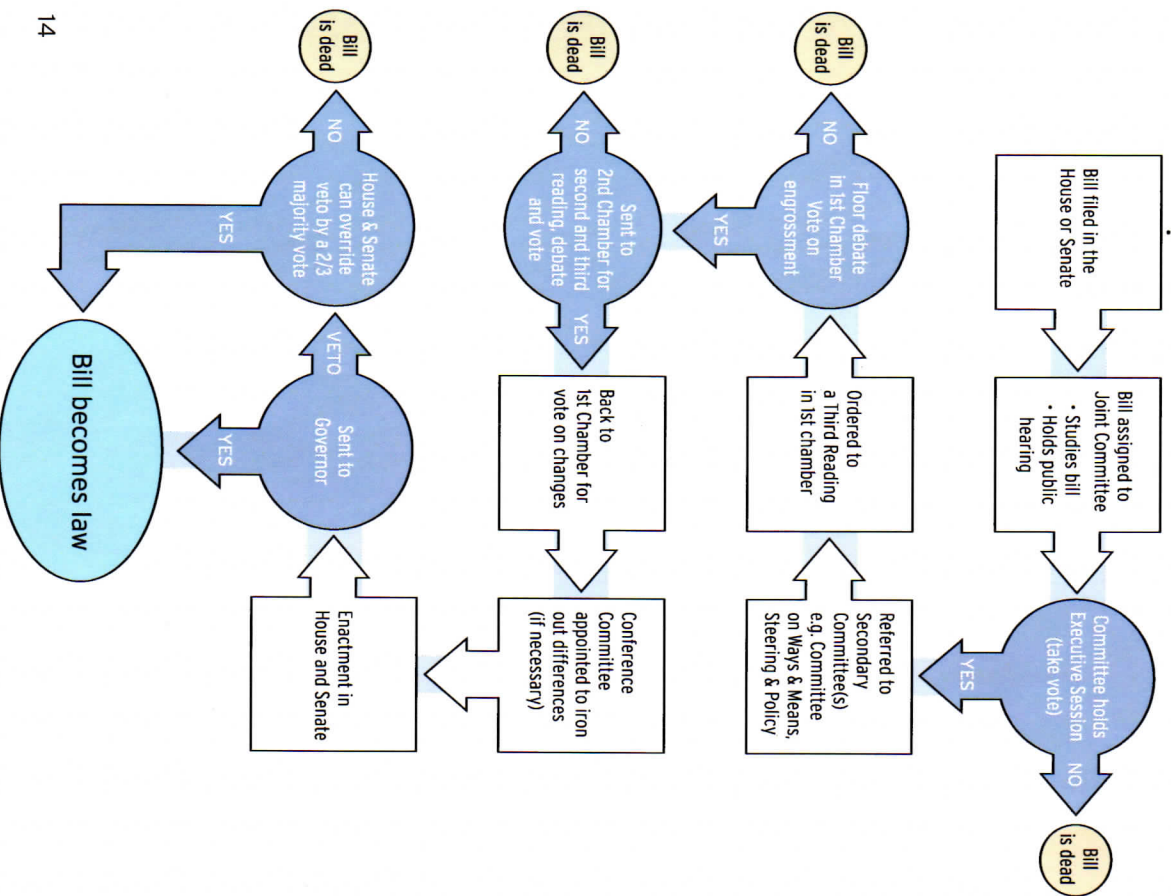 Bill filed in the
House or Senate
Bill assigned to
Joint Committee
• Studies bill
• Holds public
hearing
Committee holds
Executive Session
(take vote)
NO
Bill
is dead
YES
Referred to
Secondary
Committee(s)
e.g. Committee
on Ways & Means,
Steering & Policy
Ordered to
a Third Reading
in 1st chamber
Floor debate
in 1st Chamber
Vote on
engrossment
NO
Bill
is dead
YES
Sent to
2nd Chamber for
second and third
reading, debate
and vote
NO
Bill
is dead
YES
Back to
1st Chamber for
vote on changes
Conference
Committee
appointed to iron
out differences
(if necessary)
Enactment in
House and Senate
Sent to
Governor
VETO
YES
House & Senate
can override
veto by a 2/3
majority vote
NO
Bill
is dead
YES
Bill becomes law
14